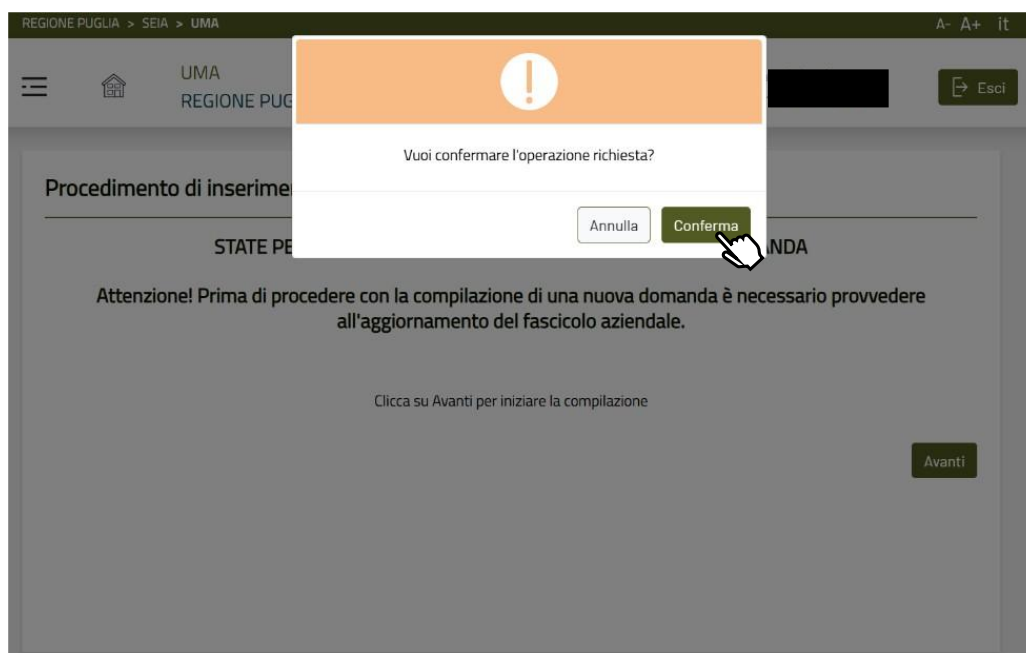 REGIONE PUGLIA > SEIA > UMA
A- A+ it
UMA
REGIONE PUG
Esci
Vuoi confermare l'operazione richiesta?
Annulla Conferma
Procedimento di inserime
STATE PE
NDA
Attenzione! Prima di procedere con la compilazione di una nuova domanda è necessario provvedere
all'aggiornamento del fascicolo aziendale.
Clicca su Avanti per iniziare la compilazione
Avanti